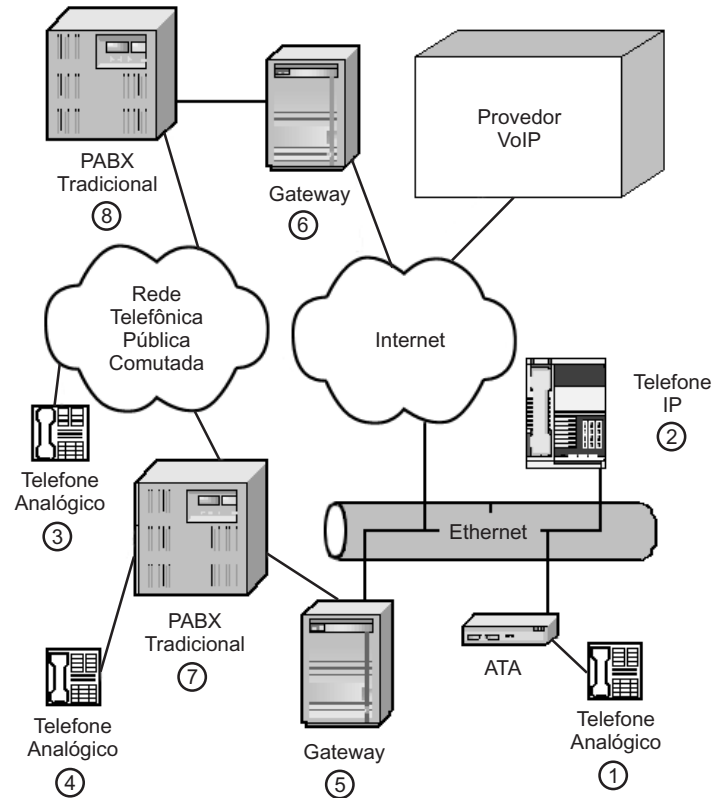 Provedor
VoIP
PABX
Tradicional
8
Gateway
6
Rede
Telefônica
Pública
Comutada
Internet
Telefone
IP
2
Telefone
Analógico
3
Ethernet
PABX
Tradicional
7
ATA
Telefone
Analógico
4
Gateway
5
Telefone
Analógico
1